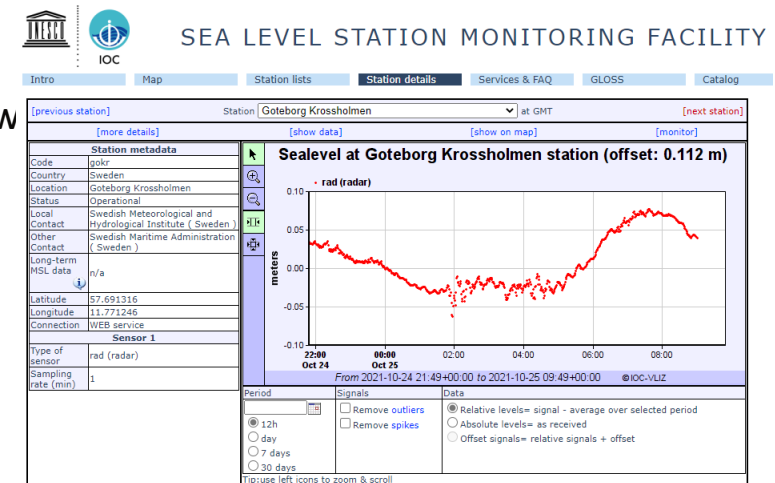 UNESCO
IOC
SEA LEVEL STATION MONITORING FACILITY
Intro Map Station lists Station details Services & FAQ GLOSS Catalog
W
[previous station] Station Goteborg Krossholmen at GMT [next station]
[more details] [show data] [show on map] [monitor]
Station metadata
Code gokr
Country Sweden
Location Goteborg Krossholmen
Status Operational
Local Contact Swedish Meteorological and Hydrological Institute ( Sweden )
Other Contact Swedish Maritime Administration ( Sweden )
Long-term MSL data i n/a
Latitude 57.691316
Longitude 11.771246
Connection WEB service
Sensor 1
Type of sensor rad (radar)
Sampling rate (min) 1
Sealevel at Goteborg Krossholmen station (offset: 0.112 m)
rad (radar)
meters
0.10
0.05
0.00
-0.05
-0.10
22:00 00:00 02:00 04:00 06:00 08:00
Oct 24 Oct 25
From 2021-10-24 21:49+00:00 to 2021-10-25 09:49+00:00 ©IOC-VLIZ
Period Signals Data
12h
day
7 days
30 days
Remove outliers
Remove spikes
Relative levels= signal - average over selected period
Absolute levels= as received
Offset signals= relative signals + offset
Tip:use left icons to zoom & scroll